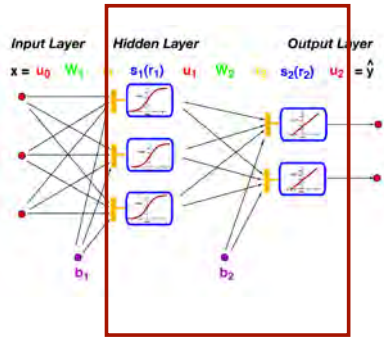 Input Layer Hidden Layer Output Layer
x = u₀ W₁ s₁(r₁) u₁ W₂ s₂(r₂) u₂ = ŷ
b₁ b₂